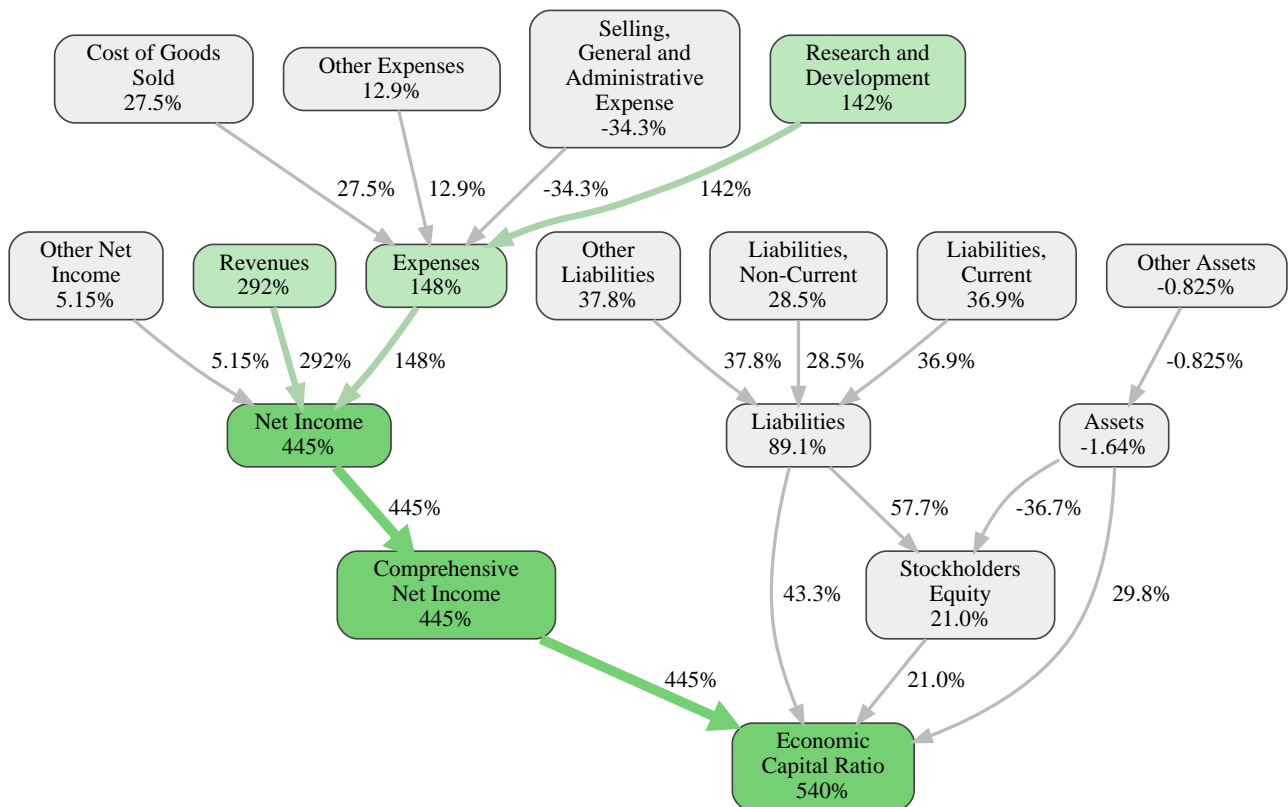 Cost of Goods
Sold
27.5%
Other Expenses
12.9%
Selling,
General and
Administrative
Expense
-34.3%
Research and
Development
142%
27.5%
12.9%
-34.3%
142%
Other Net
Income
5.15%
Revenues
292%
Expenses
148%
Other
Liabilities
37.8%
Liabilities,
Non-Current
28.5%
Liabilities,
Current
36.9%
Other Assets
-0.825%
5.15%
292%
148%
37.8%
28.5%
36.9%
-0.825%
Net Income
445%
Liabilities
89.1%
Assets
-1.64%
445%
57.7%
-36.7%
Comprehensive
Net Income
445%
43.3%
Stockholders
Equity
21.0%
29.8%
445%
21.0%
Economic
Capital Ratio
540%